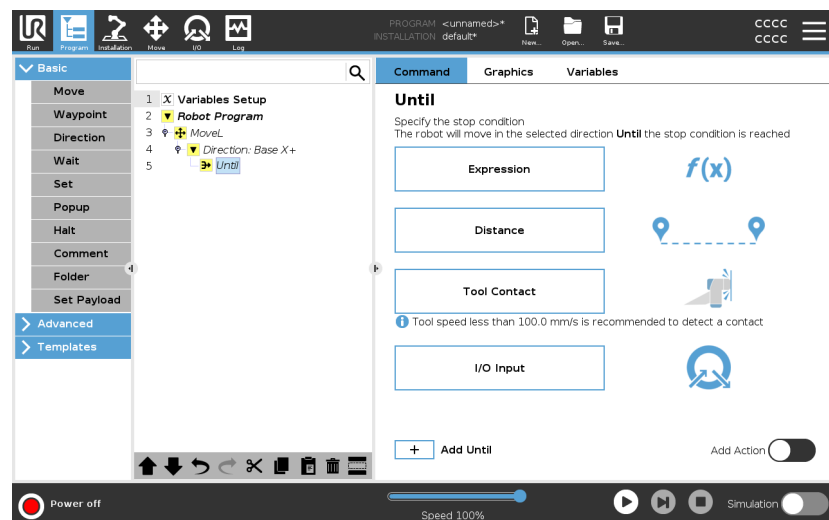 PROGRAM <unnamed>*
INSTALLATION default*
CCCC
CCCC
Run Program Installation Move I/O Log New... Open... Save...
Basic
Move
Waypoint
Direction
Wait
Set
Popup
Halt
Comment
Folder
Set Payload
Advanced
Templates
1 X Variables Setup
2 Robot Program
3 MoveL
4 Direction: Base X+
5 Until
Command Graphics Variables
Until
Specify the stop condition
The robot will move in the selected direction Until the stop condition is reached
Expression f(x)
Distance
Tool Contact
Tool speed less than 100.0 mm/s is recommended to detect a contact
I/O Input
+ Add Until
Add Action
Power off
Speed 100%
Simulation